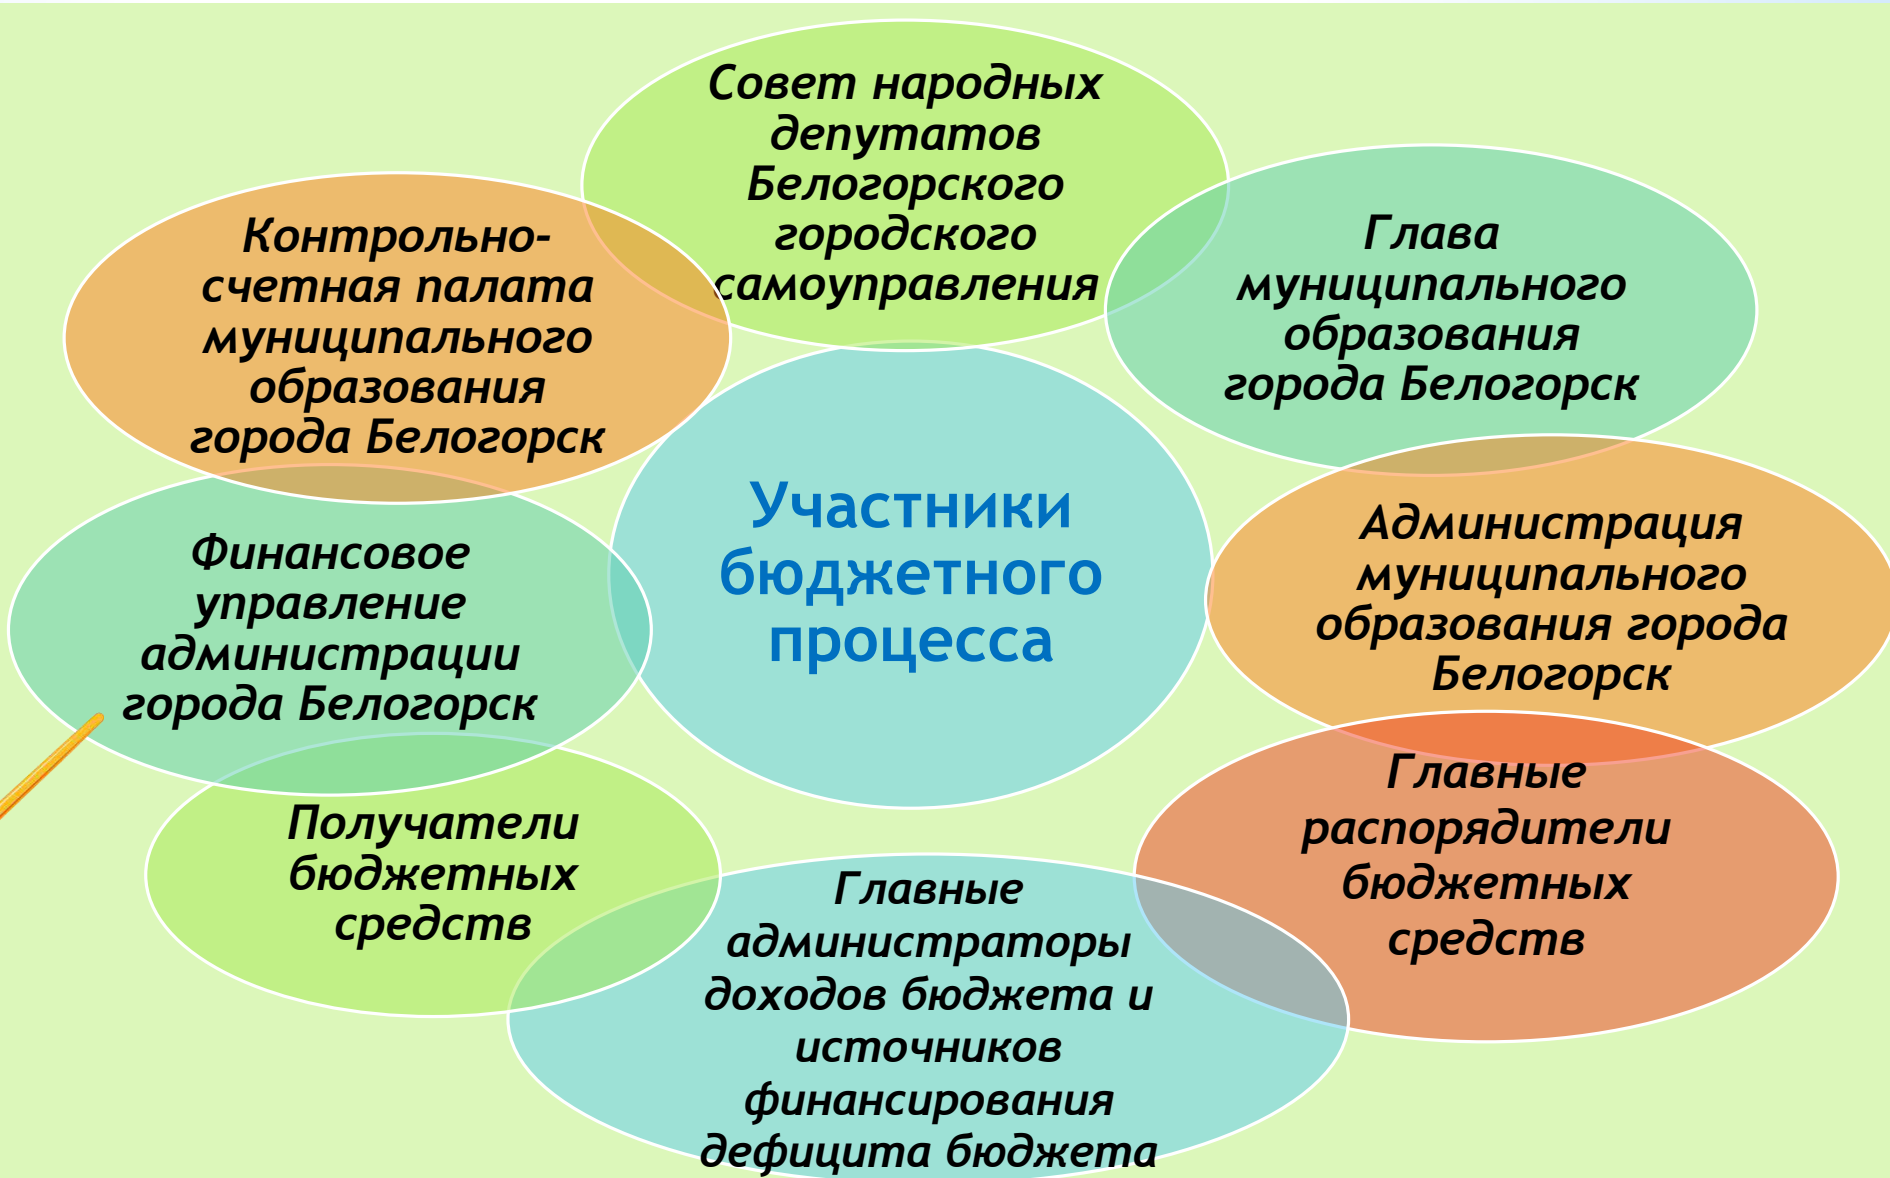 Совет народных
депутатов
Белогорского
городского
самоуправления
Глава
муниципального
образования
города Белогорск
Администрация
муниципального
образования города
Белогорск
Главные
распорядители
бюджетных
средств
Главные
администраторы
доходов бюджета и
источников
финансирования
дефицита бюджета
Получатели
бюджетных
средств
Финансовое
управление
администрации
города Белогорск
Контрольно-
счетная палата
муниципального
образования
города Белогорск
Участники
бюджетного
процесса